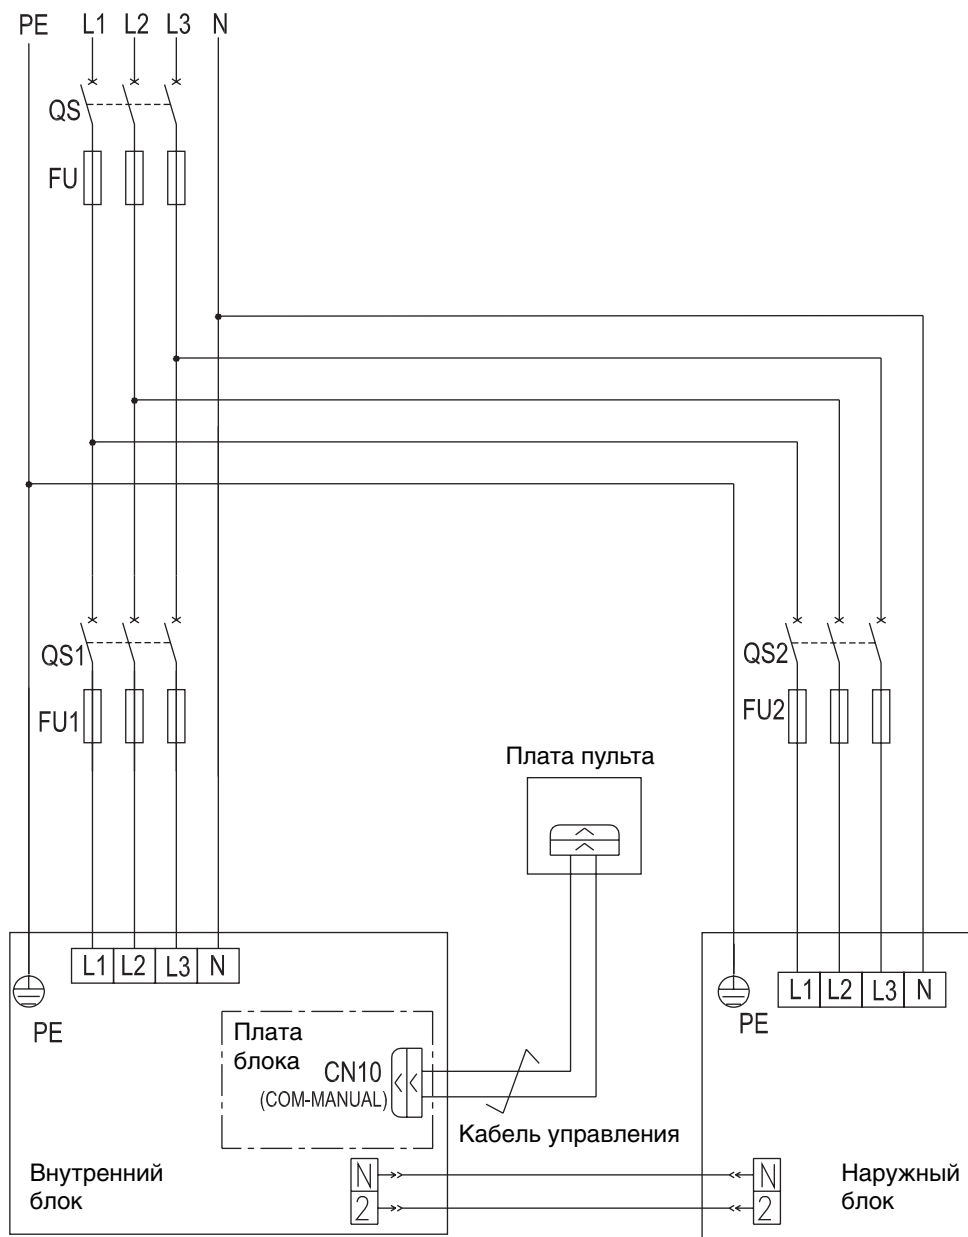 PE L1 L2 L3 N
QS
FU
QS1
FU1
QS2
FU2
Плата пульта
L1 L2 L3 N
PE
L1 L2 L3 N
PE
Плата
блока
CN10
(COM-MANUAL)
Кабель управления
Внутренний
блок
N
2
N
2
Наружный
блок